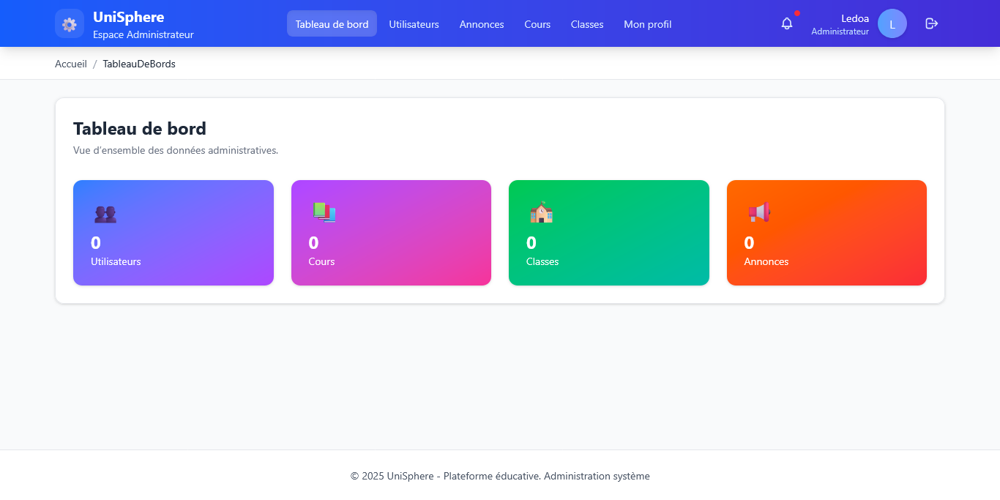 UniSphere
Espace Administrateur
Tableau de bord
Utilisateurs
Annonces
Cours
Classes
Mon profil
Ledoa
Administrateur
L
Accueil / TableauDeBords
Tableau de bord
Vue d'ensemble des données administratives.
0
Utilisateurs
0
Cours
0
Classes
0
Annonces
© 2025 UniSphere - Plateforme éducative. Administration système